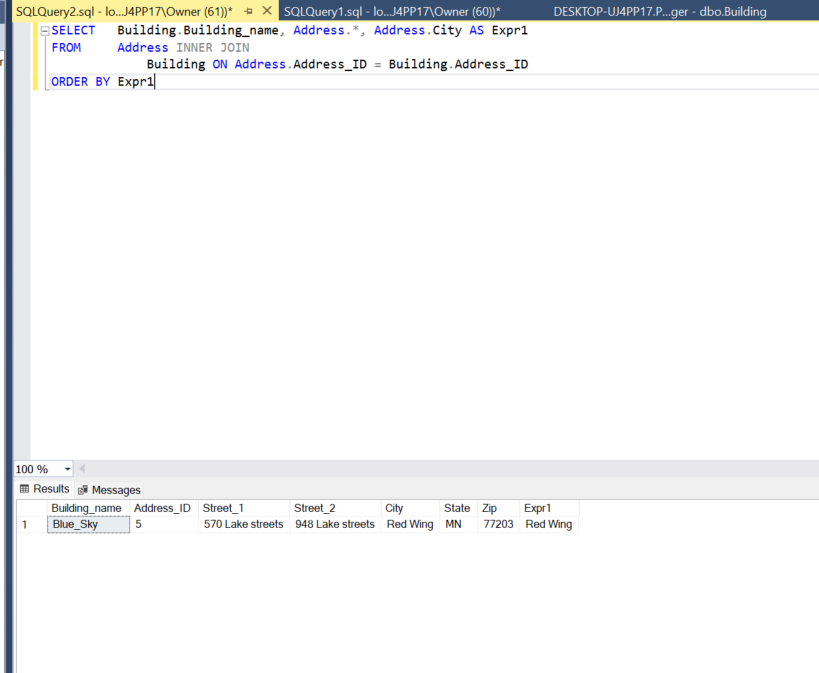 SQLQuery2.sql - lo...J4PP17\Owner (61))* SQLQuery1.sql - lo...J4PP17\Owner (60))* DESKTOP-UJ4PP17.P...ger - dbo.Building
SELECT Building.Building_name, Address.*, Address.City AS Expr1
FROM Address INNER JOIN
Building ON Address.Address_ID = Building.Address_ID
ORDER BY Expr1
100 %
Results Messages
Building_name Address_ID Street_1 Street_2 City State Zip Expr1
1 Blue_Sky 5 570 Lake streets 948 Lake streets Red Wing MN 77203 Red Wing